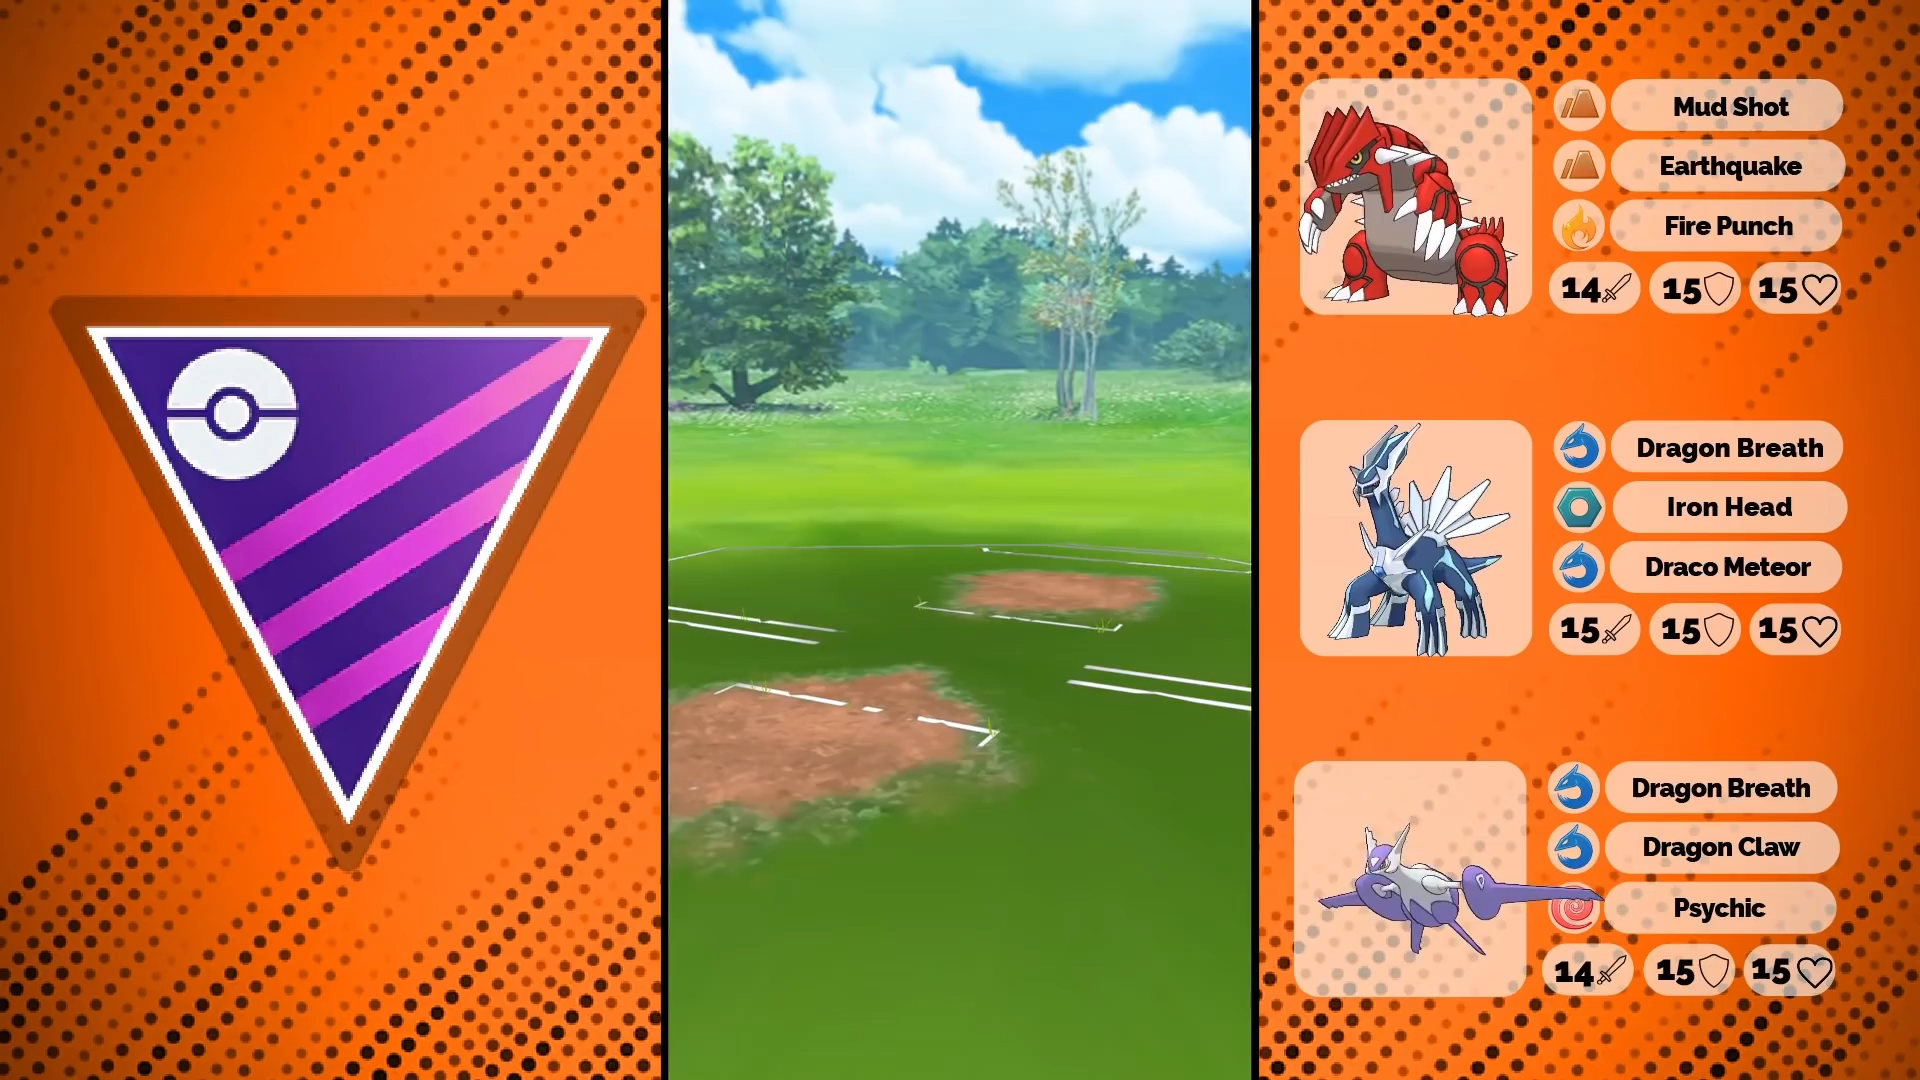 Mud Shot
Earthquake
Fire Punch
14 15 15
Dragon Breath
Iron Head
Draco Meteor
15 15 15
Dragon Breath
Dragon Claw
Psychic
14 15 15